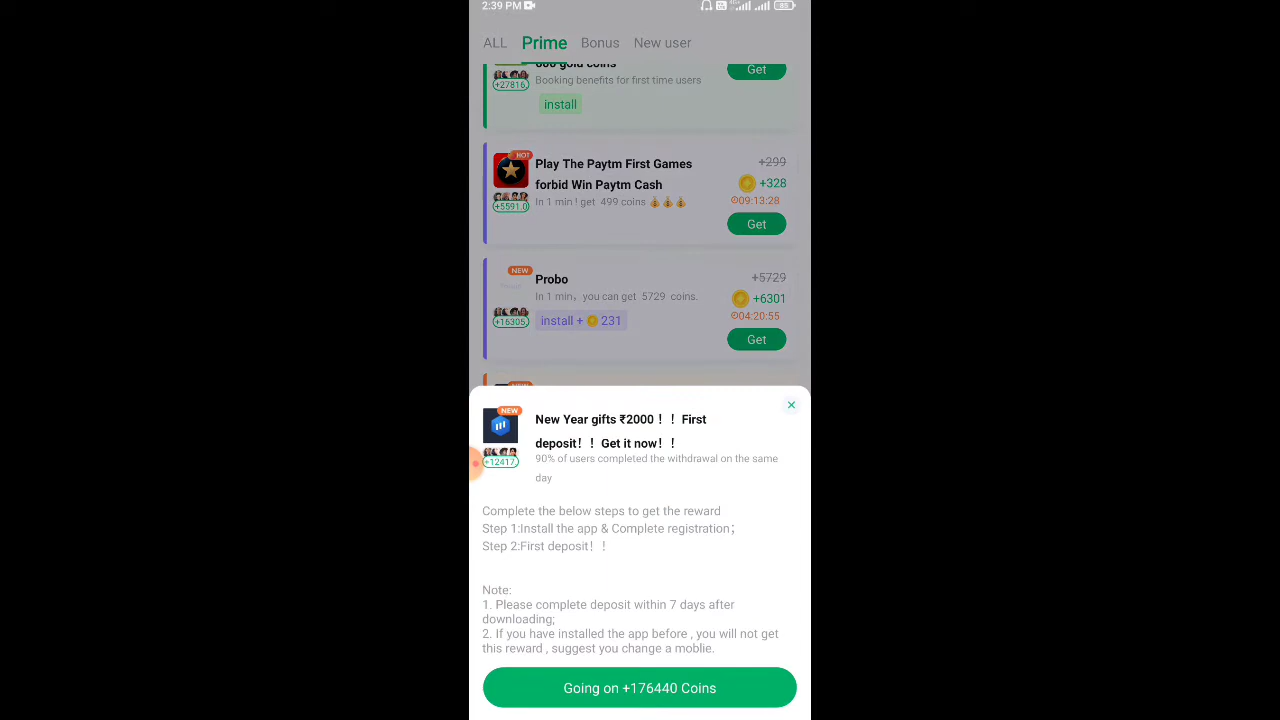 2:39 PM
85
ALL Prime Bonus New user
Get
+27816
Booking benefits for first time users
install
HOT
Play The Paytm First Games
+299
forbid Win Paytm Cash
+328
+5591.0
In 1 min ! get 499 coins 💰💰💰
09:13:28
Get
NEW
Probo
+5729
In 1 min，you can get 5729 coins.
+6301
+15305
install + 231
04:20:55
Get
NEW
New Year gifts ₹2000！！First
deposit！！Get it now！！
+12417
90% of users completed the withdrawal on the same
day
Complete the below steps to get the reward
Step 1:Install the app & Complete registration；
Step 2:First deposit！！
Note:
1. Please complete deposit within 7 days after
downloading;
2. If you have installed the app before , you will not get
this reward , suggest you change a moblie.
Going on +176440 Coins